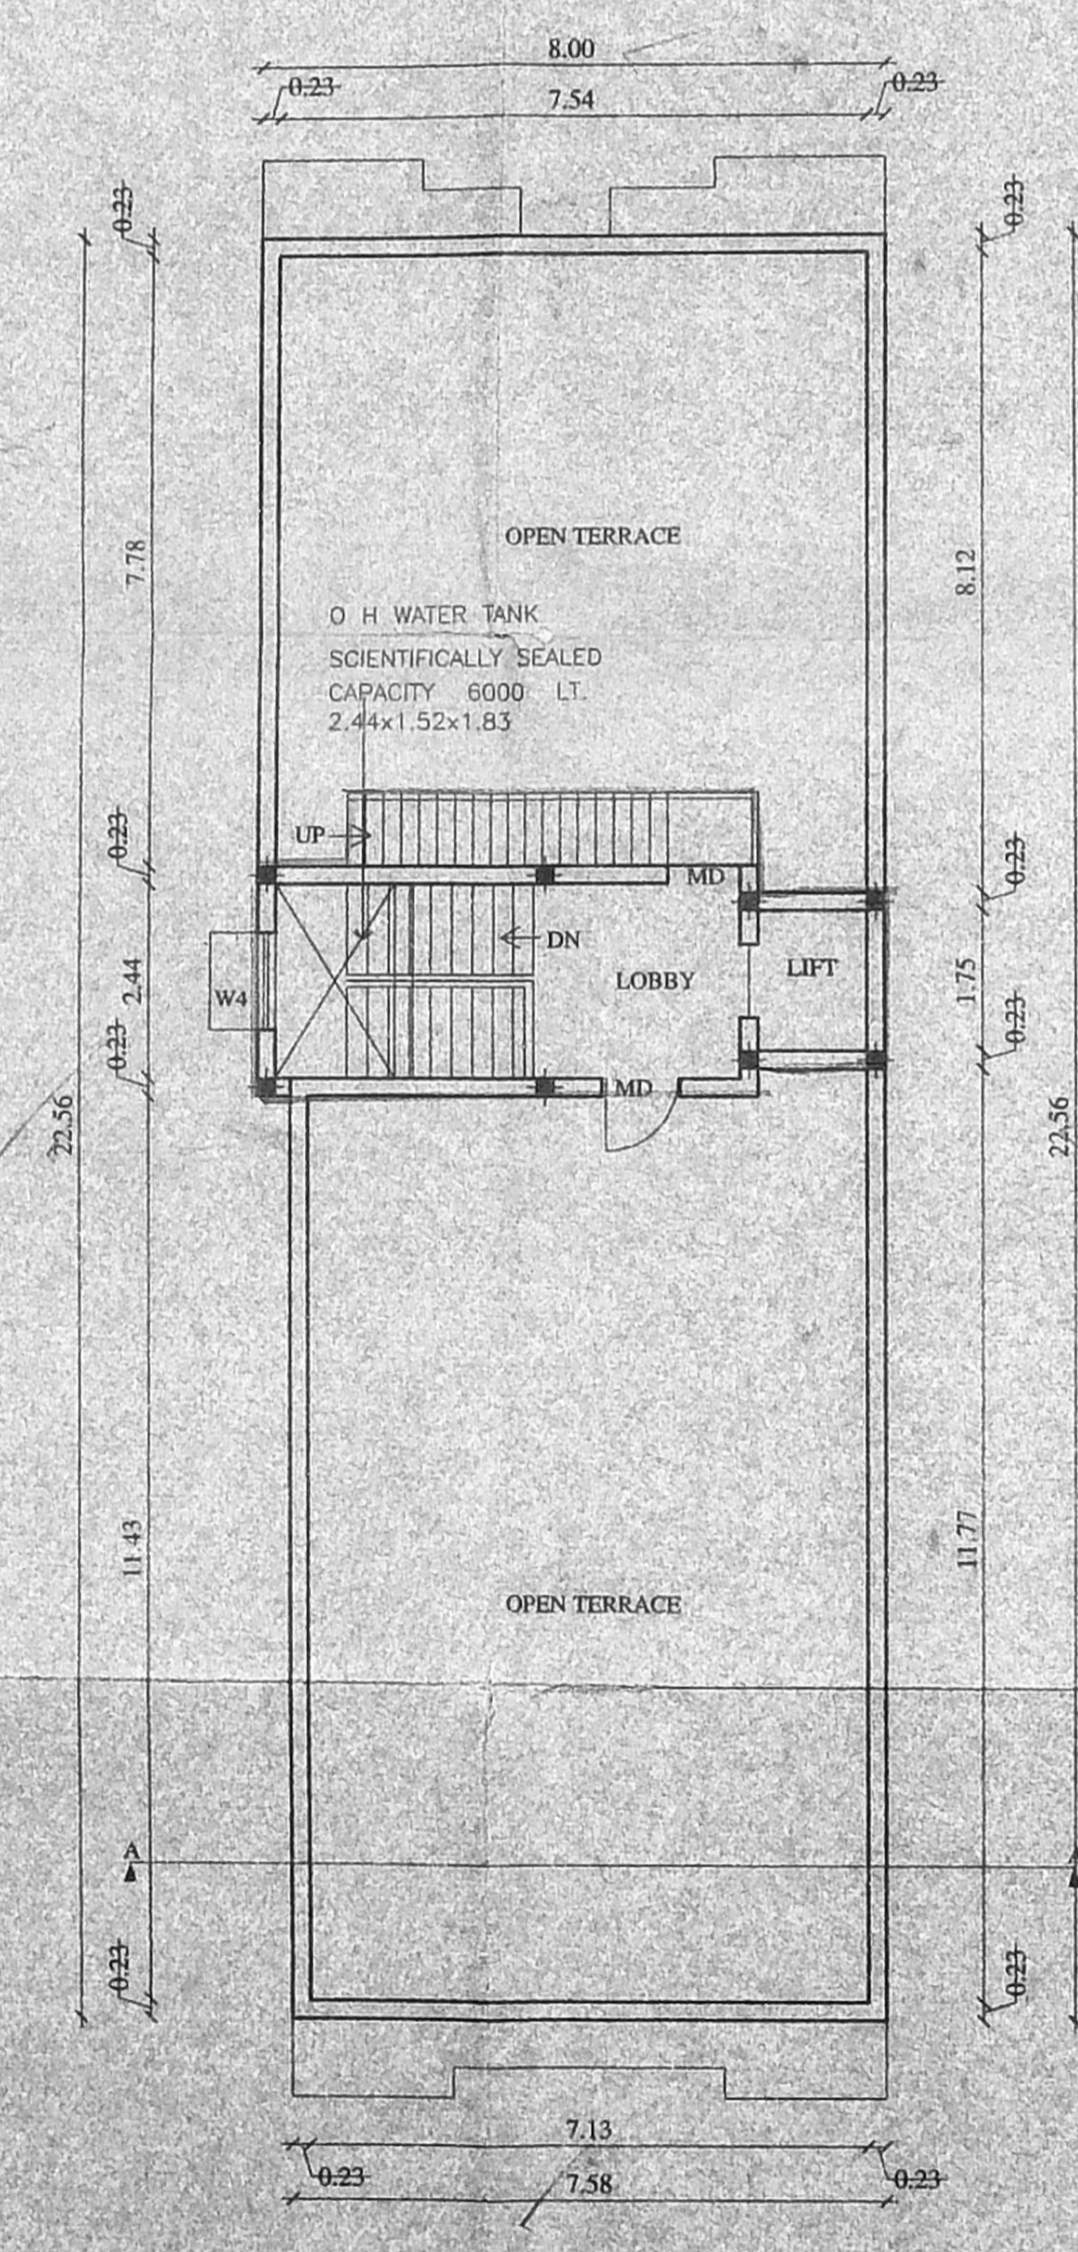 8.00
0.23
7.54
0.23
0.23
0.23
7.78
OPEN TERRACE
8.12
O H WATER TANK
SCIENTIFICALLY SEALED
CAPACITY 6000 LT.
2.44x1.52x1.83
0.23
UP
0.23
MD
DN
LOBBY
LIFT
2.44
W4
1.75
0.23
0.23
MD
22.56
22.56
11.43
11.77
OPEN TERRACE
A
0.23
0.23
7.13
0.23
0.23
7.58